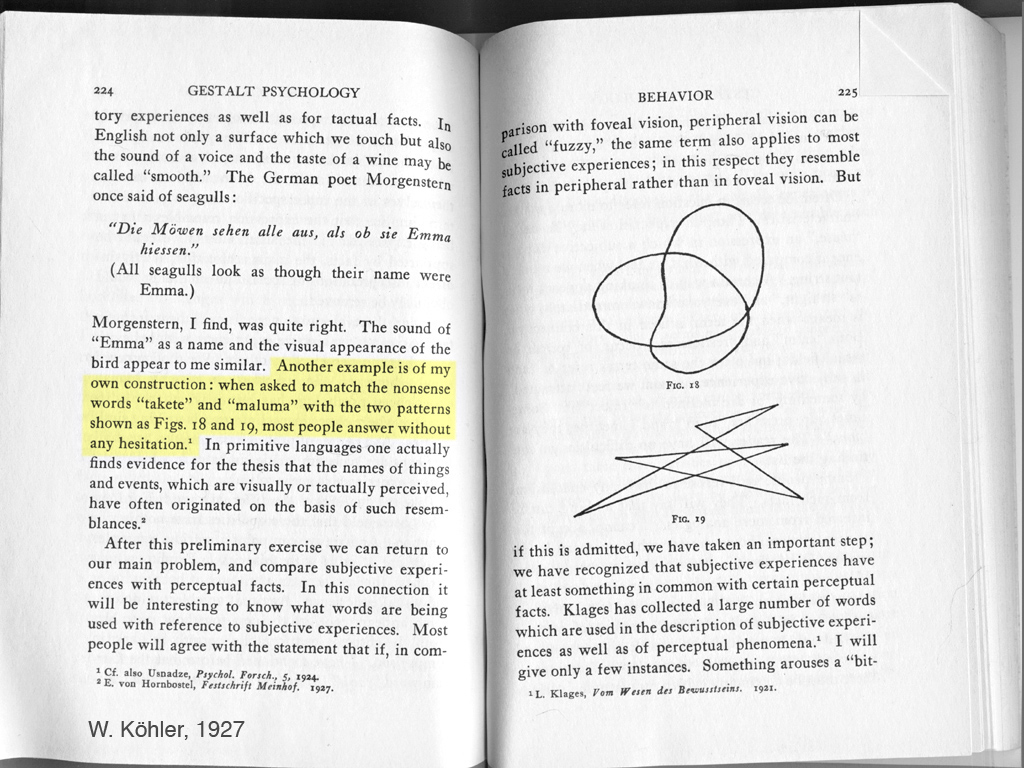 224
GESTALT PSYCHOLOGY
tory experiences as well as for tactual facts. In
English not only a surface which we touch but also
the sound of a voice and the taste of a wine may be
called “smooth.” The German poet Morgenstern
once said of seagulls:
“Die Möwen sehen alle aus, als ob sie Emma
hiessen.”
(All seagulls look as though their name were
Emma.)
Morgenstern, I find, was quite right. The sound of
“Emma” as a name and the visual appearance of the
bird appear to me similar. Another example is of my
own construction: when asked to match the nonsense
words “takete” and “maluma” with the two patterns
shown as Figs. 18 and 19, most people answer without
any hesitation.¹ In primitive languages one actually
finds evidence for the thesis that the names of things
and events, which are visually or tactually perceived,
have often originated on the basis of such resem-
blances.²
After this preliminary exercise we can return to
our main problem, and compare subjective experi-
ences with perceptual facts. In this connection it
will be interesting to know what words are being
used with reference to subjective experiences. Most
people will agree with the statement that if, in com-
¹ Cf. also Usnadze, Psychol. Forsch., 5, 1924.
² E. von Hornbostel, Festschrift Meinhof. 1927.
W. Köhler, 1927
BEHAVIOR
225
parison with foveal vision, peripheral vision can be
called “fuzzy,” the same term also applies to most
subjective experiences; in this respect they resemble
facts in peripheral rather than in foveal vision. But
FIG. 18
FIG. 19
if this is admitted, we have taken an important step;
we have recognized that subjective experiences have
at least something in common with certain perceptual
facts. Klages has collected a large number of words
which are used in the description of subjective experi-
ences as well as of perceptual phenomena.¹ I will
give only a few instances. Something arouses a “bit-
¹ L. Klages, Vom Wesen des Bewusstseins. 1921.